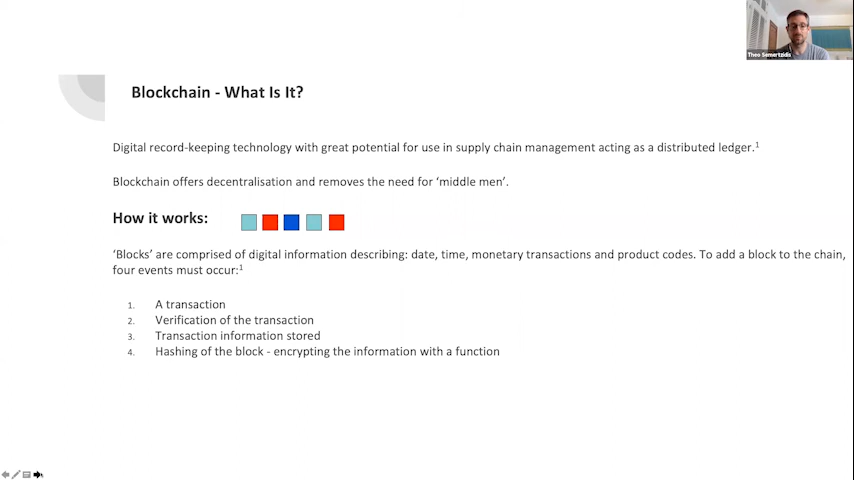 Theo Semertzidis
Blockchain - What Is It?
Digital record-keeping technology with great potential for use in supply chain management acting as a distributed ledger.1
Blockchain offers decentralisation and removes the need for ‘middle men’.
How it works:
‘Blocks’ are comprised of digital information describing: date, time, monetary transactions and product codes. To add a block to the chain,
four events must occur:1
1. A transaction
2. Verification of the transaction
3. Transaction information stored
4. Hashing of the block - encrypting the information with a function